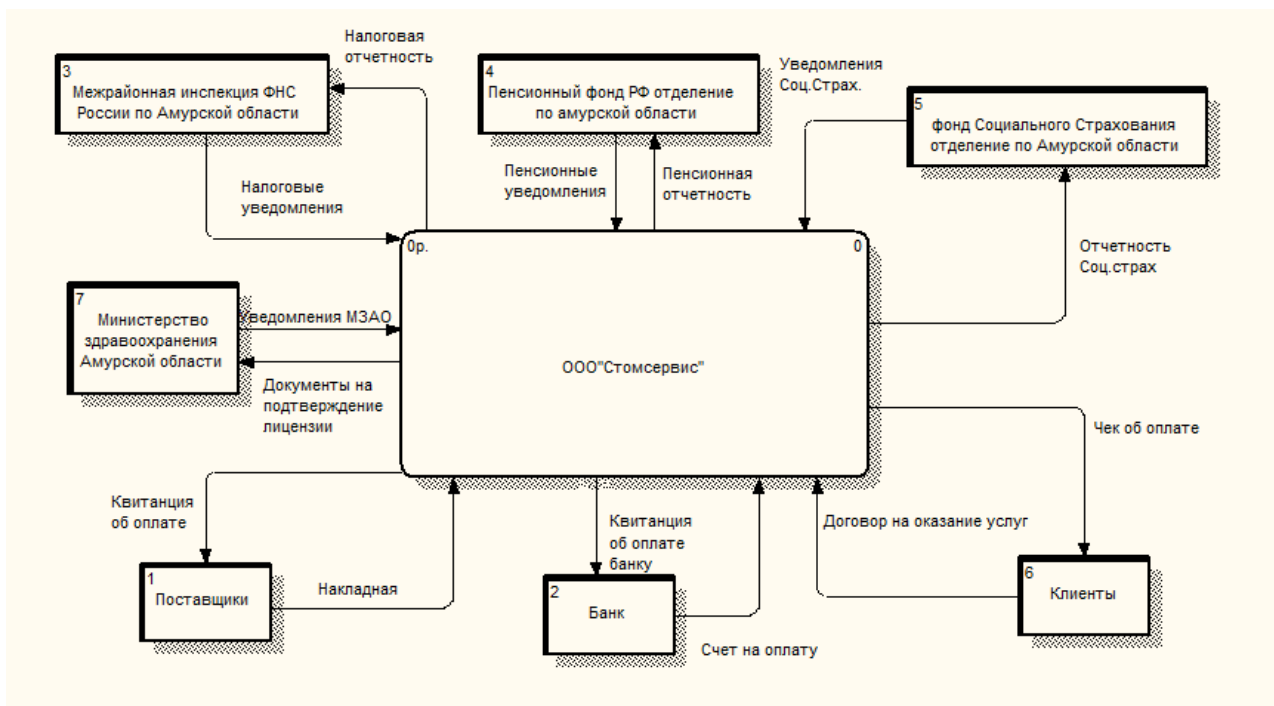 Налоговая
отчетность
3
Межрайонная инспекция ФНС
России по Амурской области
4
Пенсионный фонд РФ отделение
по амурской области
Уведомления
Соц.Страх.
5
фонд Социального Страхования
отделение по Амурской области
Налоговые
уведомления
Пенсионные
уведомления
Пенсионная
отчетность
Отчетность
Соц.страх
0р.
0
ООО"Стомсервис"
7
Министерство
здравоохранения
Амурской области
Уведомления МЗАО
Документы на
подтверждение
лицензии
Чек об оплате
Квитанция
об оплате
Квитанция
об оплате
банку
Договор на оказание услуг
1
Поставщики
Накладная
2
Банк
Счет на оплату
6
Клиенты